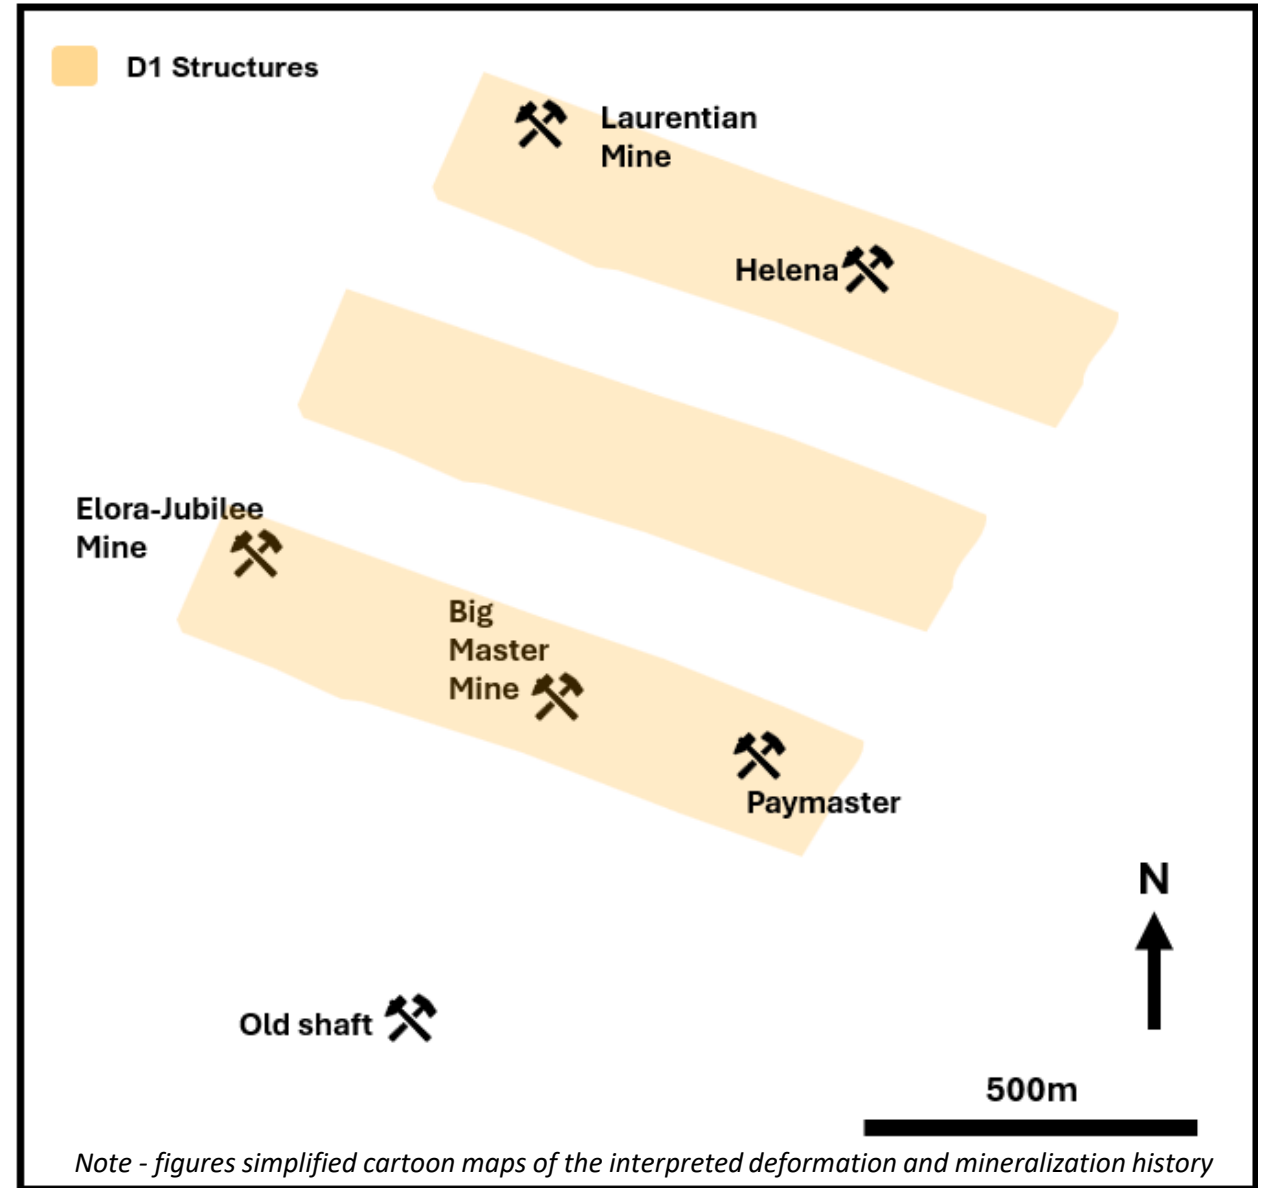 D1 Structures
Laurentian
Mine
Helena
Elora-Jubilee
Mine
Big
Master
Mine
Paymaster
N
Old shaft
500m
Note - figures simplified cartoon maps of the interpreted deformation and mineralization history